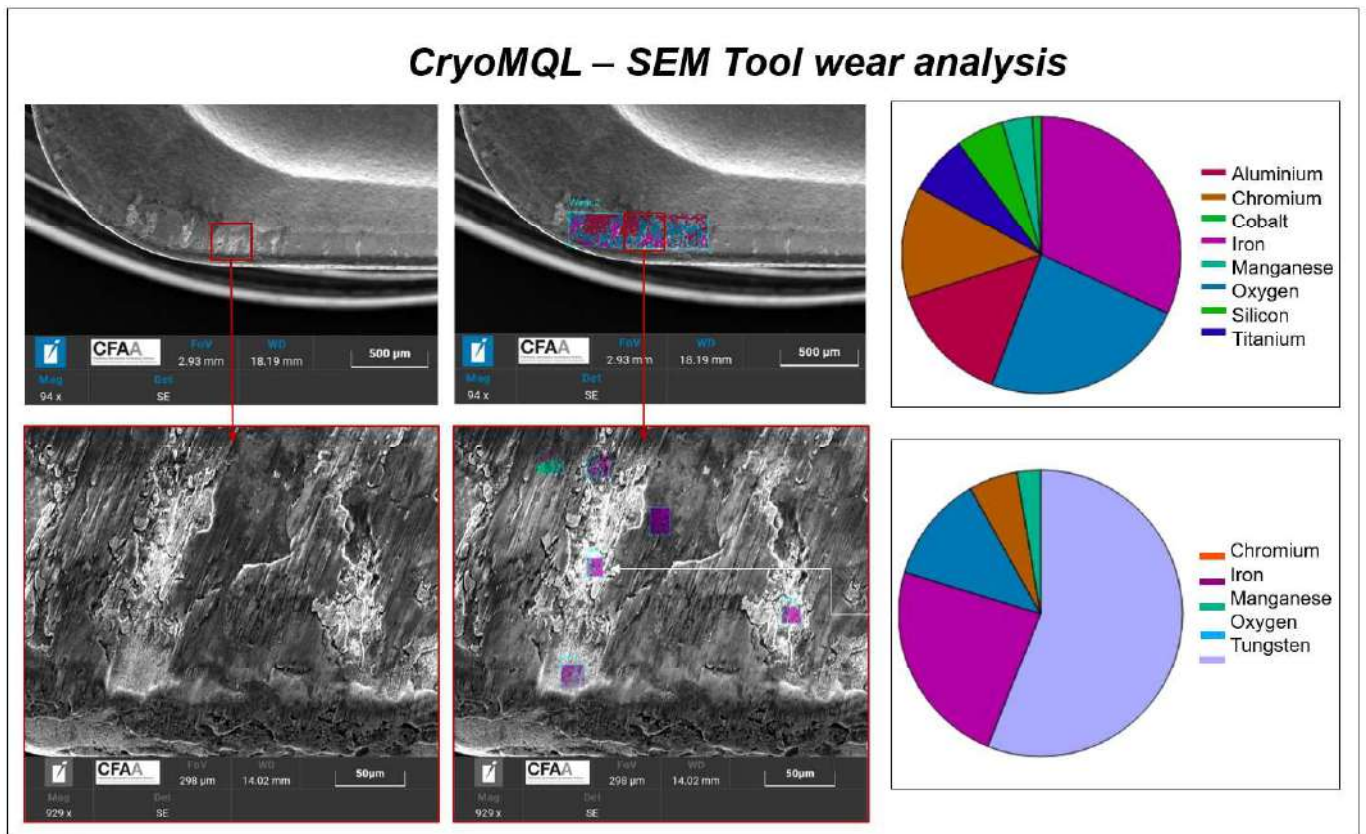 CryoMQL – SEM Tool wear analysis
CFAA
FoV
2.93 mm
WD
18.19 mm
500 µm
Mag
94 x
Det
SE
CFAA
FoV
2.93 mm
WD
18.19 mm
500 µm
Mag
94 x
Det
SE
Aluminium
Chromium
Cobalt
Iron
Manganese
Oxygen
Silicon
Titanium
CFAA
FoV
298 µm
WD
14.02 mm
50µm
Mag
929 x
Det
SE
CFAA
FoV
298 µm
WD
14.02 mm
50µm
Mag
929 x
Det
SE
Chromium
Iron
Manganese
Oxygen
Tungsten